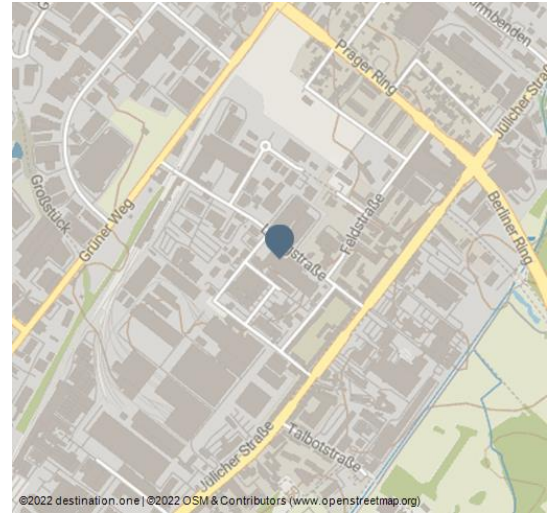 Prager Ring
Jülicher Straße
Großstück
Grüner Weg
Feldstraße
Berliner Ring
Jülicher Straße
Talbotstraße
©2022 destination.one | ©2022 OSM & Contributors (www.openstreetmap.org)